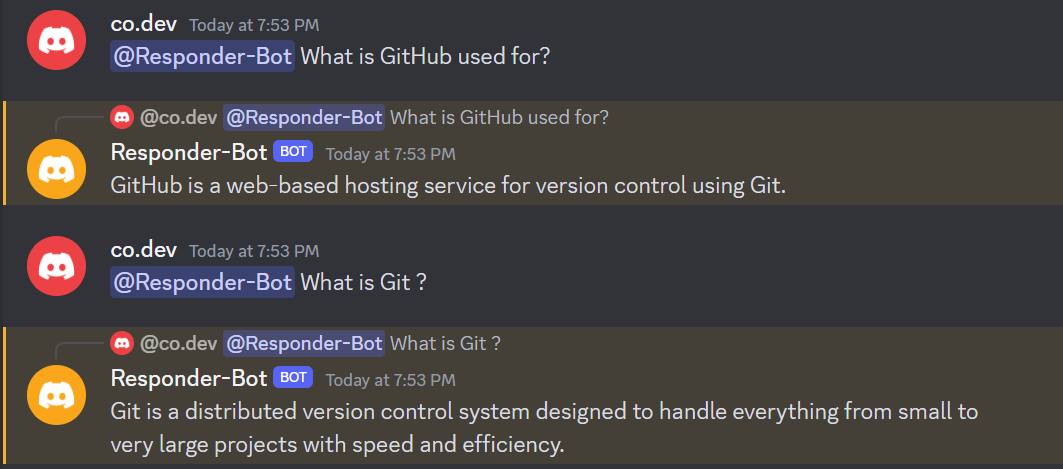 co.dev Today at 7:53 PM
@Responder-Bot What is GitHub used for?
@co.dev @Responder-Bot What is GitHub used for?
Responder-Bot BOT Today at 7:53 PM
GitHub is a web-based hosting service for version control using Git.
co.dev Today at 7:53 PM
@Responder-Bot What is Git ?
@co.dev @Responder-Bot What is Git ?
Responder-Bot BOT Today at 7:53 PM
Git is a distributed version control system designed to handle everything from small to
very large projects with speed and efficiency.